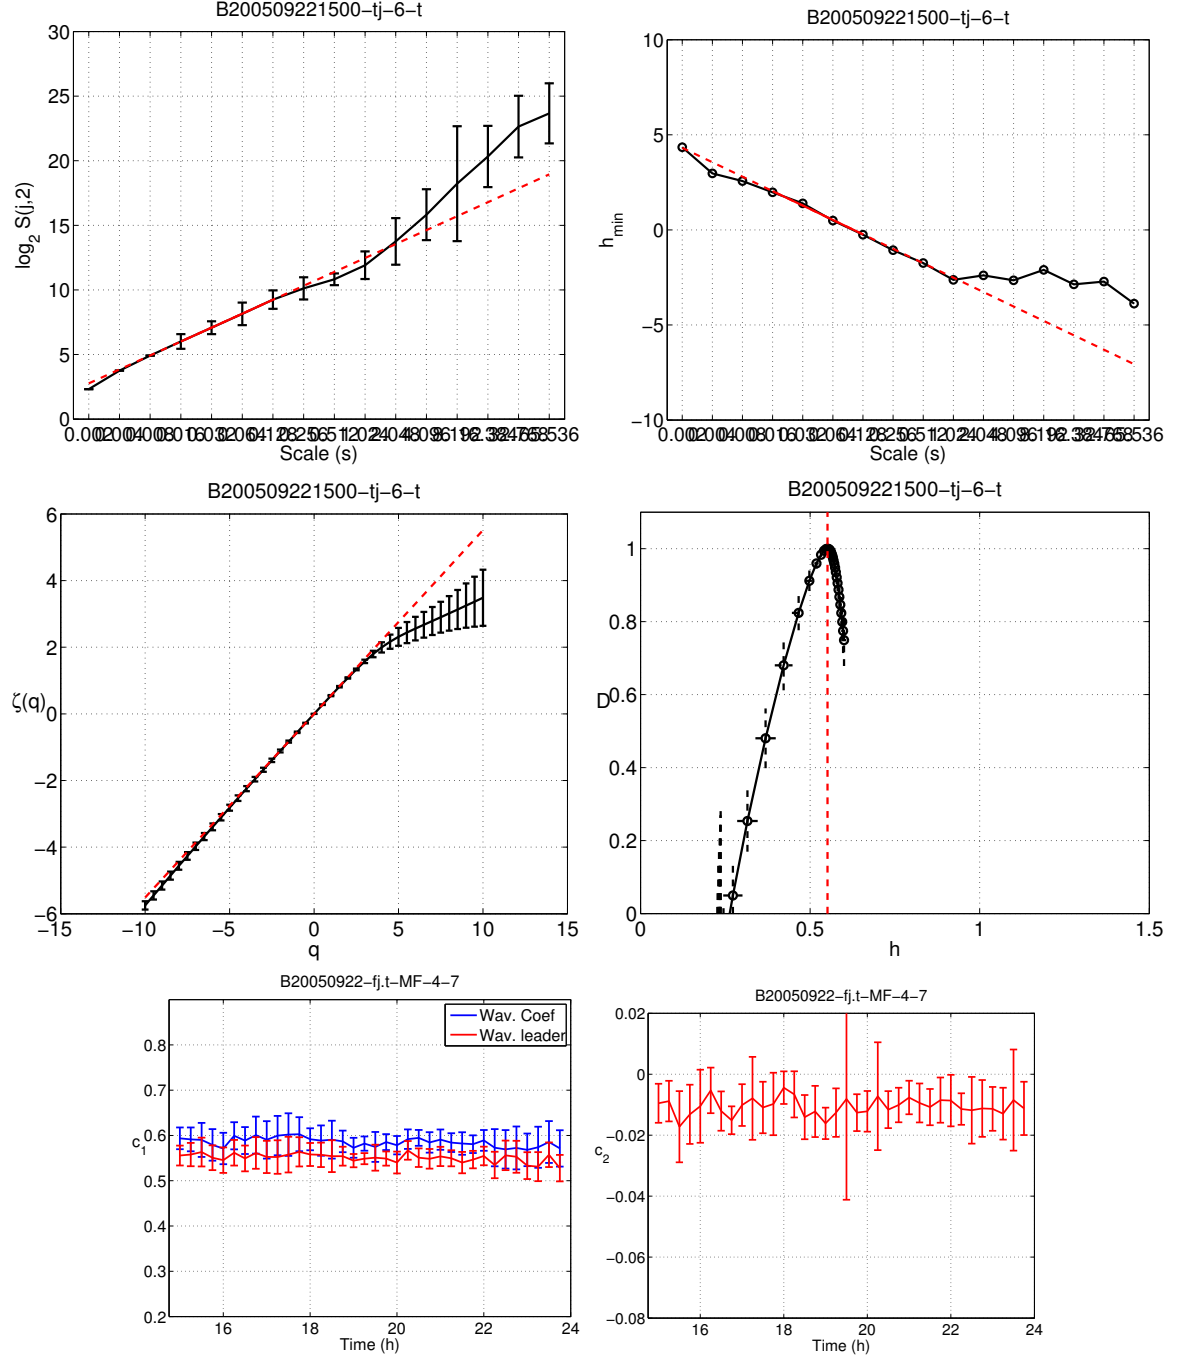 B200509221500-tj-6-t
30
25
20
15
10
5
0
log2 S(j,2)
Scale (s)
B200509221500-tj-6-t
10
5
0
−5
−10
hmin
Scale (s)
B200509221500-tj-6-t
6
4
2
0
−2
−4
−6
ζ(q)
−15 −10 −5 0 5 10 15
q
B200509221500-tj-6-t
1
0.8
0.6
0.4
0.2
0
D
0 0.5 1 1.5
h
B20050922-fj.t-MF-4-7
Wav. Coef
Wav. leader
0.8
0.7
0.6
0.5
0.4
0.3
0.2
c1
16 18 20 22 24
Time (h)
B20050922-fj.t-MF-4-7
0.02
0
−0.02
−0.04
−0.06
−0.08
c2
16 18 20 22 24
Time (h)